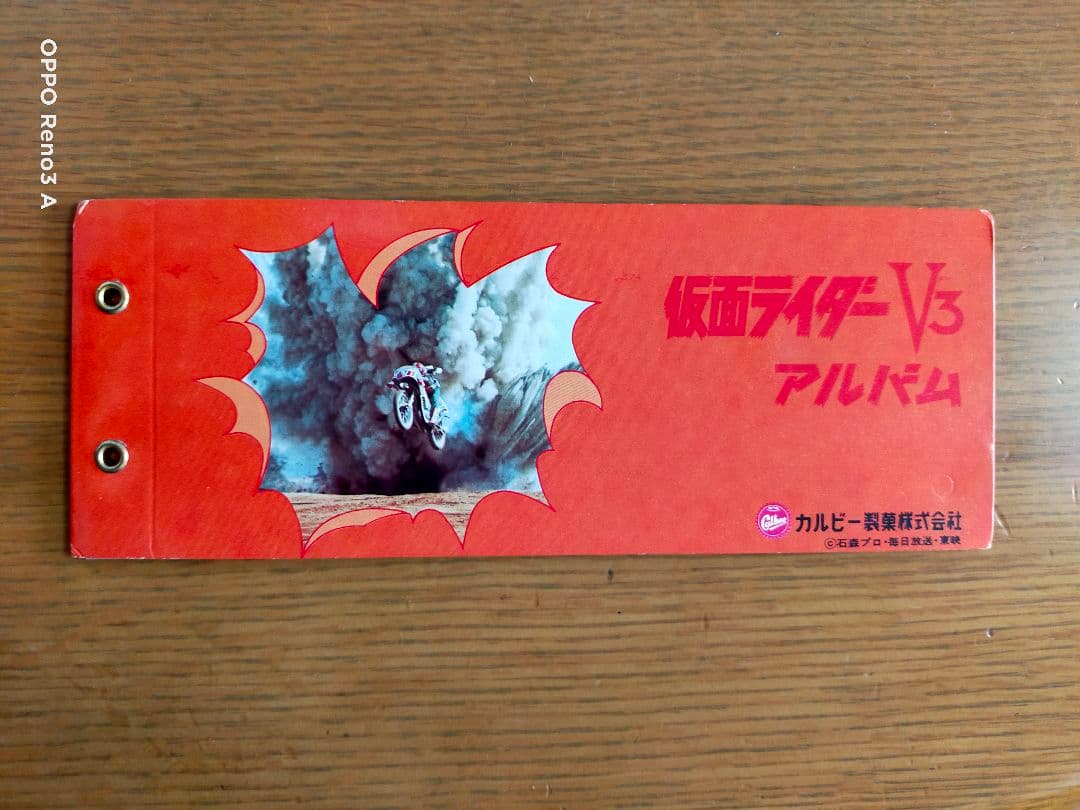 OPPO Reno3 A
仮面ライダーV3
アルバム
Calbee
カルビー製菓株式会社
©石森プロ・毎日放送・東映